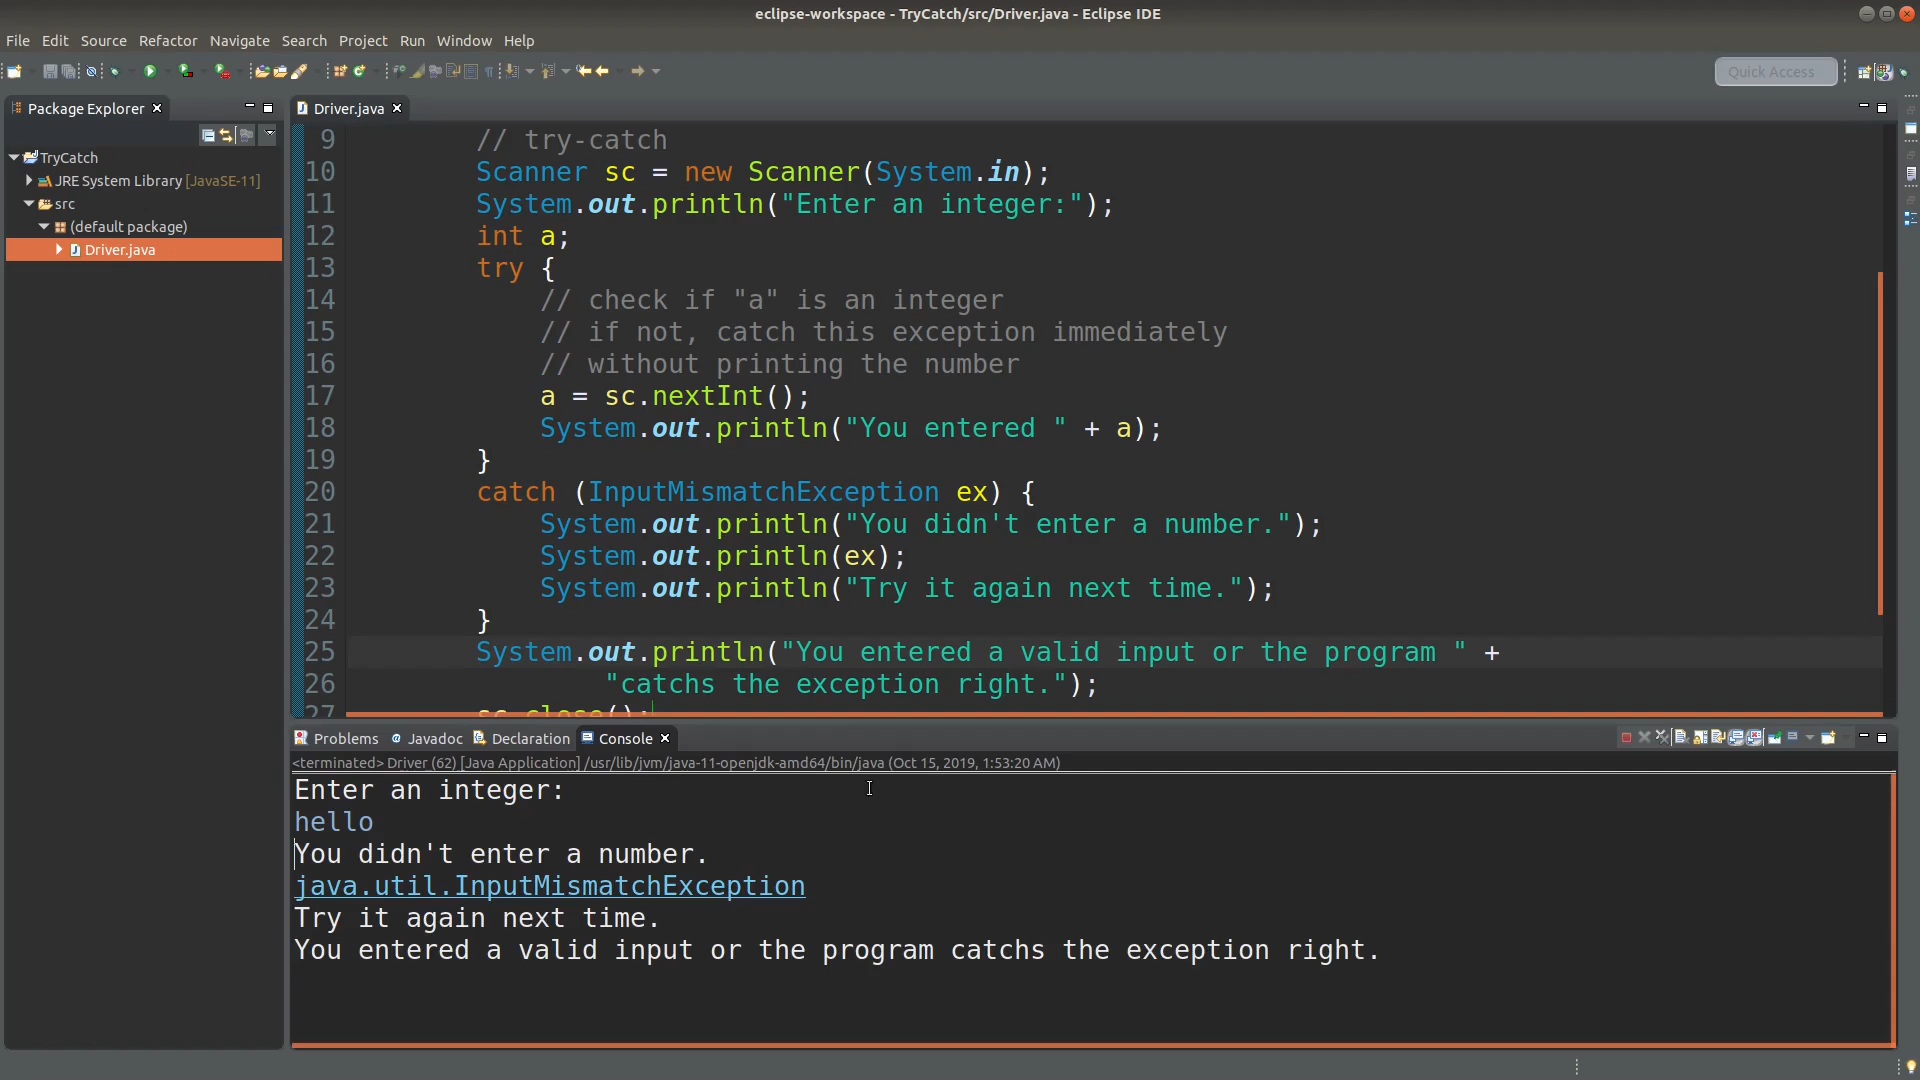 eclipse-workspace - TryCatch/src/Driver.java - Eclipse IDE
File Edit Source Refactor Navigate Search Project Run Window Help
Quick Access
Package Explorer
TryCatch
JRE System Library [JavaSE-11]
src
(default package)
Driver.java
Driver.java
9 // try-catch
10 Scanner sc = new Scanner(System.in);
11 System.out.println("Enter an integer:");
12 int a;
13 try {
14 // check if "a" is an integer
15 // if not, catch this exception immediately
16 // without printing the number
17 a = sc.nextInt();
18 System.out.println("You entered " + a);
19 }
20 catch (InputMismatchException ex) {
21 System.out.println("You didn't enter a number.");
22 System.out.println(ex);
23 System.out.println("Try it again next time.");
24 }
25 System.out.println("You entered a valid input or the program " +
26 "catchs the exception right.");
27 sc.close();
Problems Javadoc Declaration Console
<terminated> Driver (62) [Java Application] /usr/lib/jvm/java-11-openjdk-amd64/bin/java (Oct 15, 2019, 1:53:20 AM)
Enter an integer:
hello
You didn't enter a number.
java.util.InputMismatchException
Try it again next time.
You entered a valid input or the program catchs the exception right.